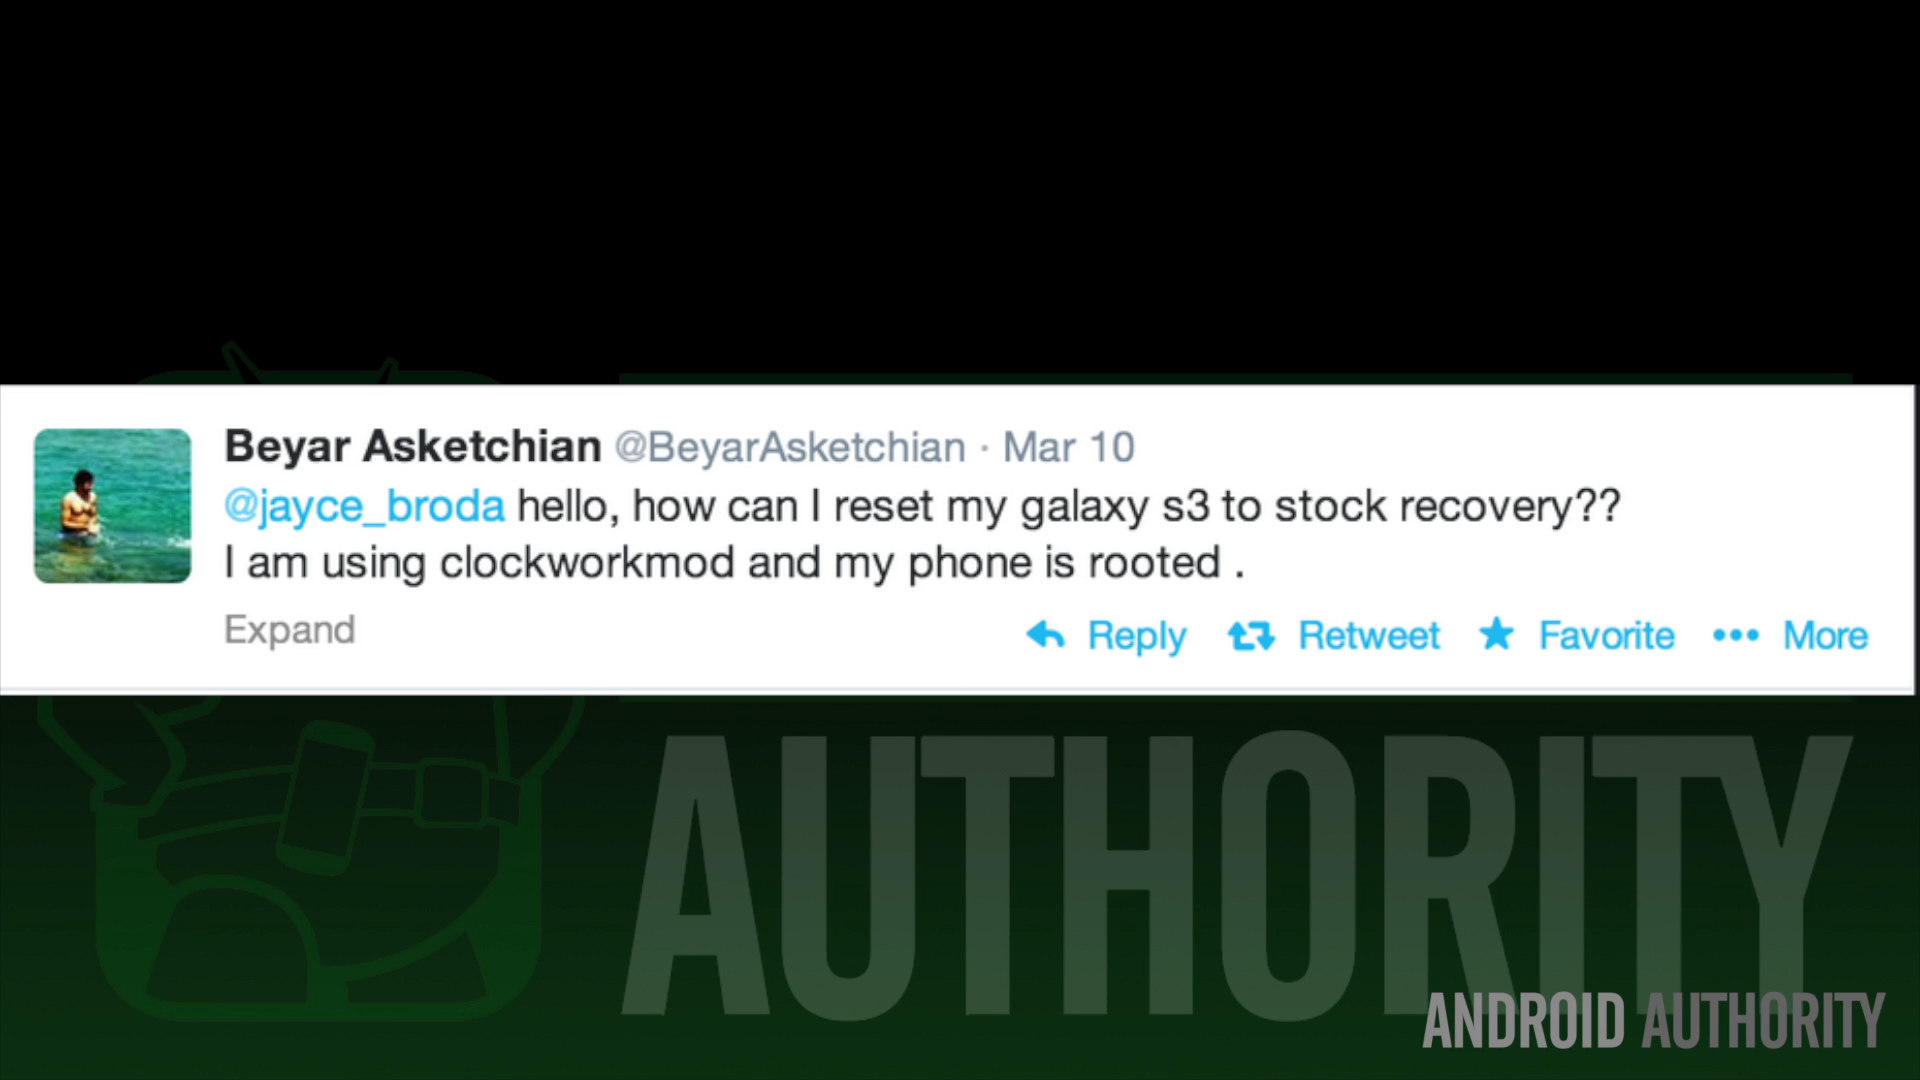 Beyar Asketchian @BeyarAsketchian · Mar 10
@jayce_broda hello, how can I reset my galaxy s3 to stock recovery??
I am using clockworkmod and my phone is rooted .
Expand
Reply Retweet Favorite More
AUTHORITY
ANDROID AUTHORITY